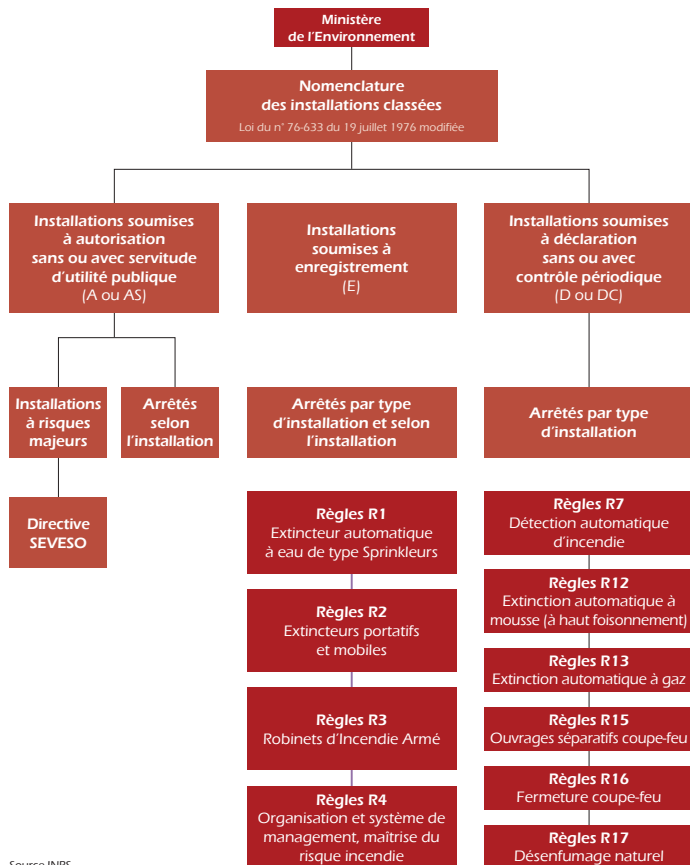 Ministère
de l'Environnement
Nomenclature
des installations classées
Loi du n° 76-633 du 19 juillet 1976 modifiée
Installations soumises
à autorisation
sans ou avec servitude
d'utilité publique
(A ou AS)
Installations
soumises à
enregistrement
(E)
Installations soumises
à déclaration
sans ou avec
contrôle périodique
(D ou DC)
Installations
à risques
majeurs
Arrêtés
selon
l'installation
Arrêtés par type
d'installation et selon
l'installation
Arrêtés par type
d'installation
Directive
SEVESO
Règles R1
Extincteur automatique
à eau de type Sprinkleurs
Règles R2
Extincteurs portatifs
et mobiles
Règles R3
Robinets d'Incendie Armé
Règles R4
Organisation et système de
management, maîtrise du
risque incendie
Règles R7
Détection automatique
d'incendie
Règles R12
Extinction automatique à
mousse (à haut foisonnement)
Règles R13
Extinction automatique à gaz
Règles R15
Ouvrages séparatifs coupe-feu
Règles R16
Fermeture coupe-feu
Règles R17
Désenfumage naturel
Source INRS